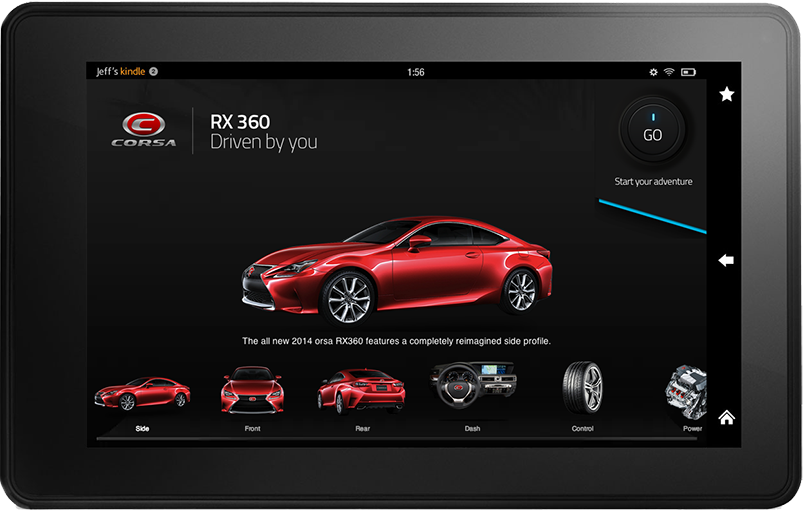 Jeff's kindle 2
1:56
CORSA
RX 360
Driven by you
GO
Start your adventure
The all new 2014 orsa RX360 features a completely reimagined side profile.
Side
Front
Rear
Dash
Control
Power